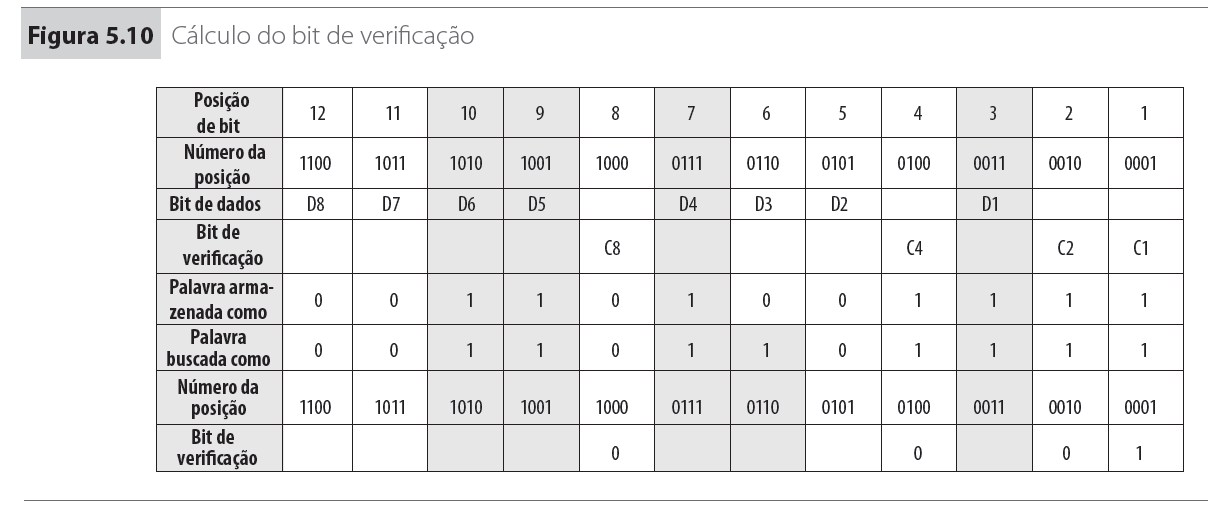 Figura 5.10 Cálculo do bit de verificação
Posição de bit 12 11 10 9 8 7 6 5 4 3 2 1
Número da posição 1100 1011 1010 1001 1000 0111 0110 0101 0100 0011 0010 0001
Bit de dados D8 D7 D6 D5 D4 D3 D2 D1
Bit de verificação C8 C4 C2 C1
Palavra arma-
zenada como 0 0 1 1 0 1 0 0 1 1 1 1
Palavra buscada como 0 0 1 1 0 1 1 0 1 1 1 1
Número da posição 1100 1011 1010 1001 1000 0111 0110 0101 0100 0011 0010 0001
Bit de verificação 0 0 0 1